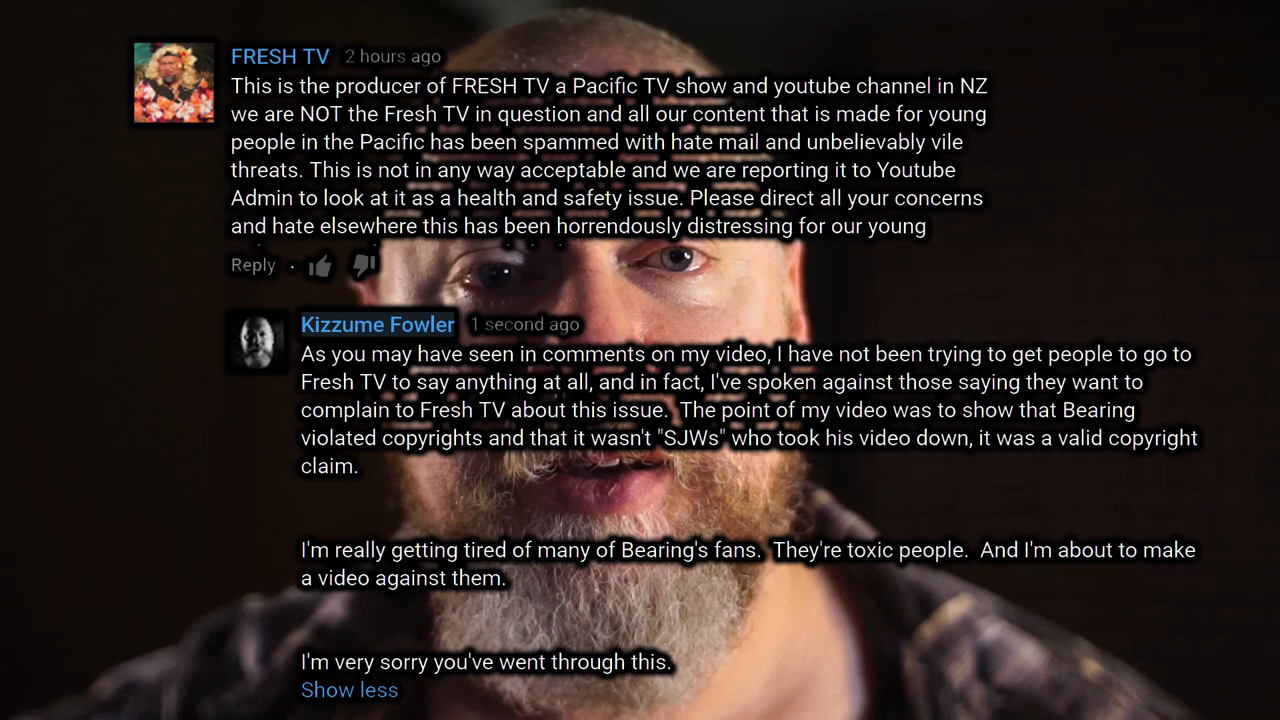 FRESH TV 2 hours ago
This is the producer of FRESH TV a Pacific TV show and youtube channel in NZ
we are NOT the Fresh TV in question and all our content that is made for young
people in the Pacific has been spammed with hate mail and unbelievably vile
threats. This is not in any way acceptable and we are reporting it to Youtube
Admin to look at it as a health and safety issue. Please direct all your concerns
and hate elsewhere this has been horrendously distressing for our young
Reply ·
Kizzume Fowler 1 second ago
As you may have seen in comments on my video, I have not been trying to get people to go to
Fresh TV to say anything at all, and in fact, I've spoken against those saying they want to
complain to Fresh TV about this issue.  The point of my video was to show that Bearing
violated copyrights and that it wasn't "SJWs" who took his video down, it was a valid copyright
claim.
I'm really getting tired of many of Bearing's fans.  They're toxic people.  And I'm about to make
a video against them.
I'm very sorry you've went through this.
Show less